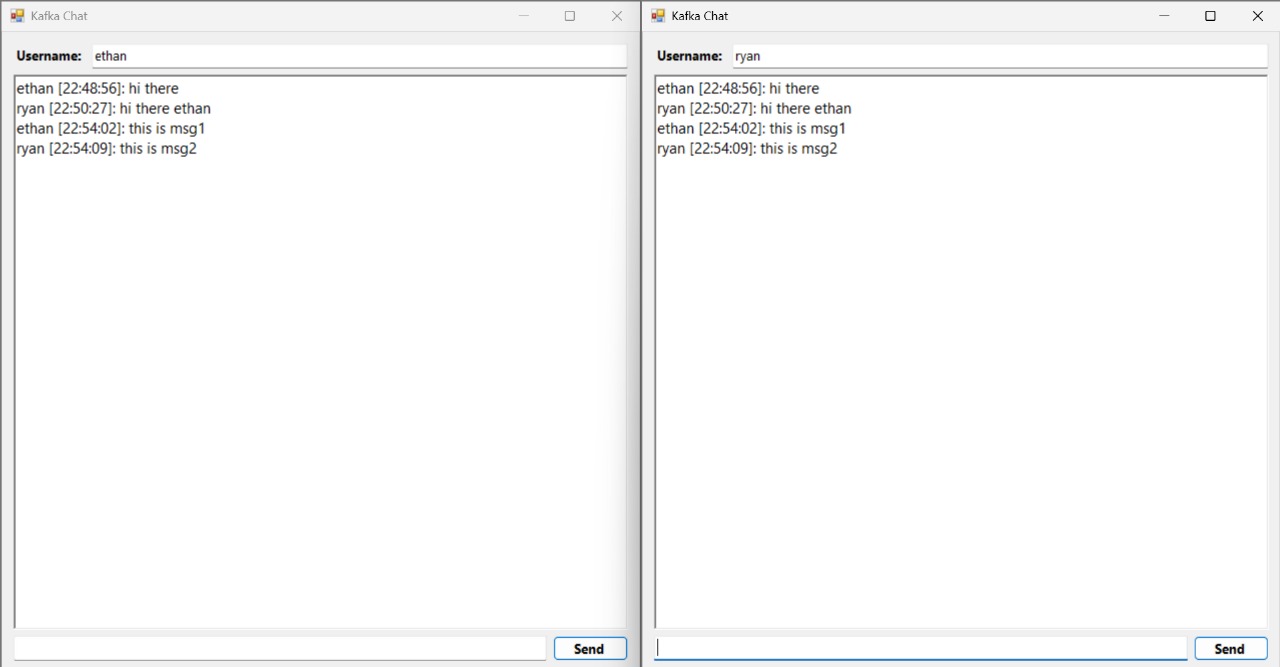 Kafka Chat
Username: ethan
ethan [22:48:56]: hi there
ryan [22:50:27]: hi there ethan
ethan [22:54:02]: this is msg1
ryan [22:54:09]: this is msg2
Send
Kafka Chat
Username: ryan
ethan [22:48:56]: hi there
ryan [22:50:27]: hi there ethan
ethan [22:54:02]: this is msg1
ryan [22:54:09]: this is msg2
Send